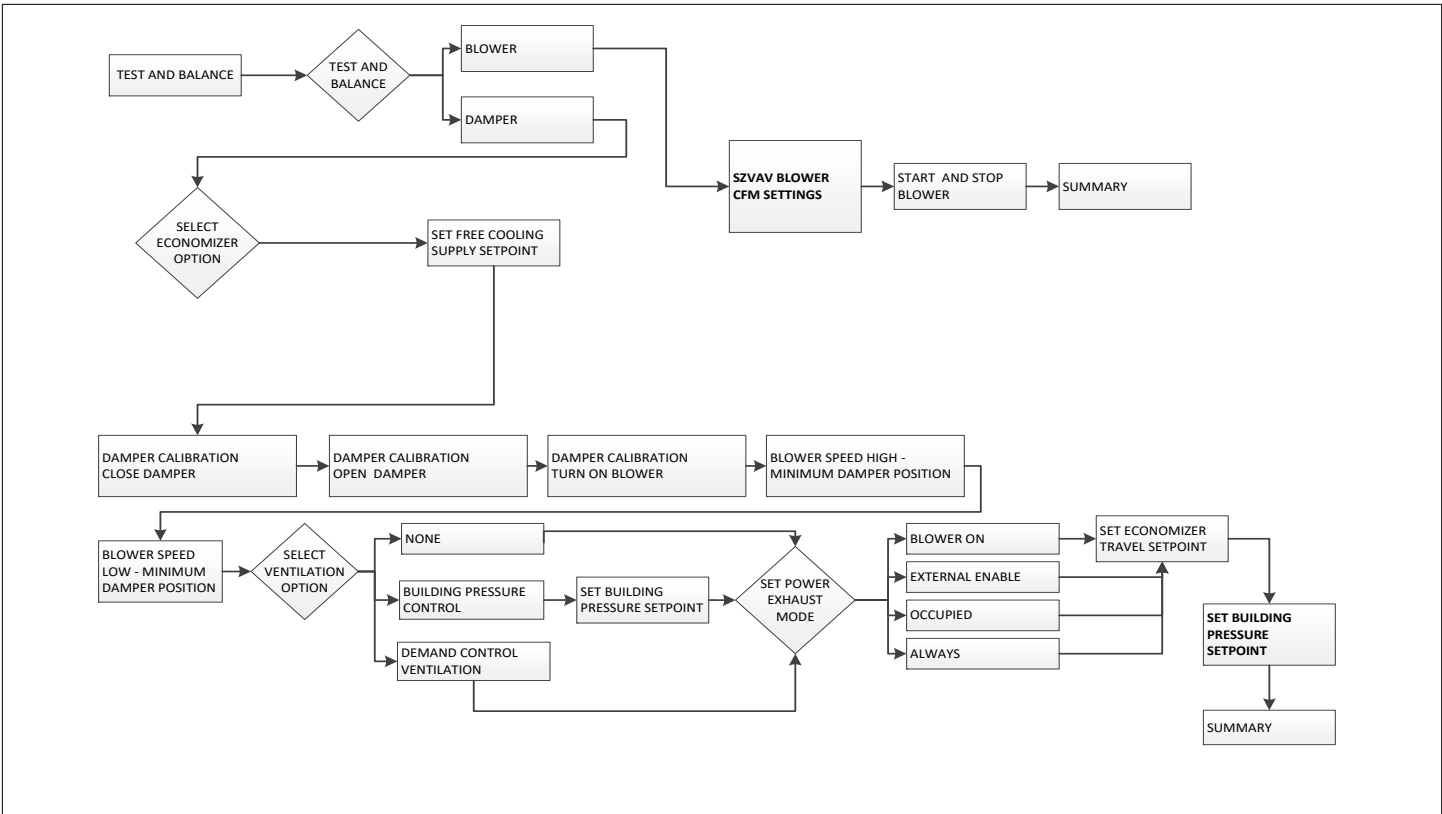 TEST AND BALANCE
TEST AND
BALANCE
BLOWER
DAMPER
SZVAV BLOWER
CFM SETTINGS
START AND STOP
BLOWER
SUMMARY
SELECT
ECONOMIZER
OPTION
SET FREE COOLING
SUPPLY SETPOINT
DAMPER CALIBRATION
CLOSE DAMPER
DAMPER CALIBRATION
OPEN DAMPER
DAMPER CALIBRATION
TURN ON BLOWER
BLOWER SPEED HIGH -
MINIMUM DAMPER POSITION
BLOWER SPEED
LOW - MINIMUM
DAMPER POSITION
SELECT
VENTILATION
OPTION
NONE
BUILDING PRESSURE
CONTROL
SET BUILDING
PRESSURE SETPOINT
DEMAND CONTROL
VENTILATION
SET POWER
EXHAUST
MODE
BLOWER ON
EXTERNAL ENABLE
OCCUPIED
ALWAYS
SET ECONOMIZER
TRAVEL SETPOINT
SET BUILDING
PRESSURE
SETPOINT
SUMMARY